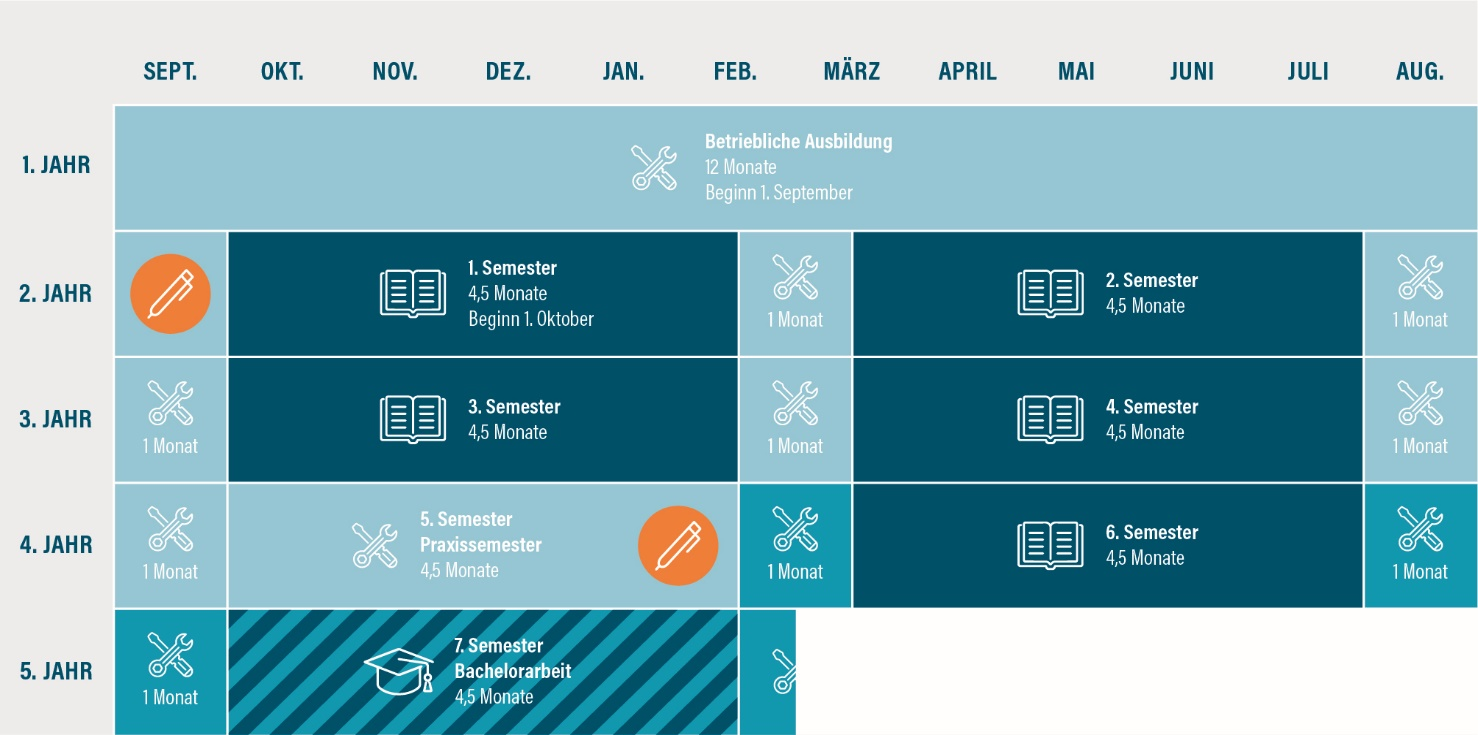 SEPT.
OKT.
NOV.
DEZ.
JAN.
FEB.
MÄRZ
APRIL
MAI
JUNI
JULI
AUG.
1. JAHR
Betriebliche Ausbildung
12 Monate
Beginn 1. September
2. JAHR
1. Semester
4,5 Monate
Beginn 1. Oktober
1 Monat
2. Semester
4,5 Monate
1 Monat
3. JAHR
1 Monat
3. Semester
4,5 Monate
1 Monat
4. Semester
4,5 Monate
1 Monat
4. JAHR
1 Monat
5. Semester
Praxissemester
4,5 Monate
1 Monat
6. Semester
4,5 Monate
1 Monat
5. JAHR
1 Monat
7. Semester
Bachelorarbeit
4,5 Monate